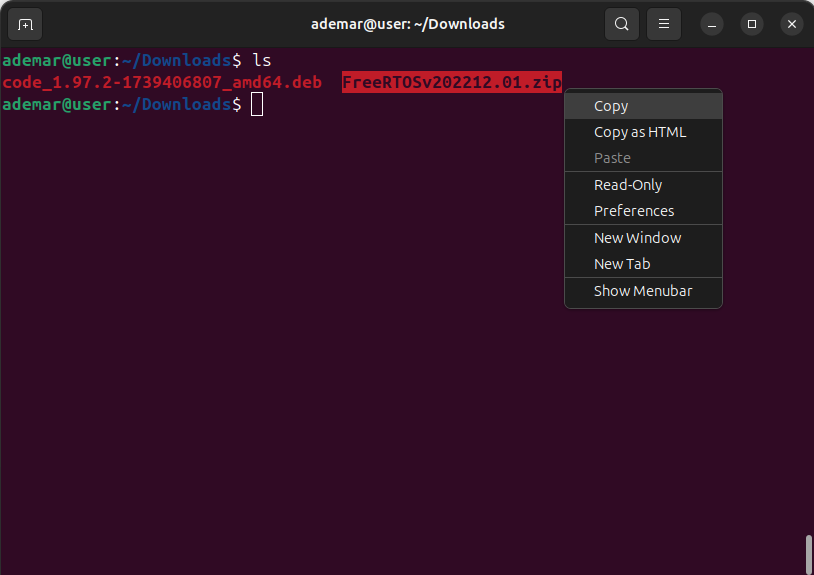 ademar@user: ~/Downloads
ademar@user:~/Downloads$ ls
code_1.97.2-1739406807_amd64.deb  FreeRTOSv202212.01.zip
ademar@user:~/Downloads$
Copy
Copy as HTML
Paste
Read-Only
Preferences
New Window
New Tab
Show Menubar